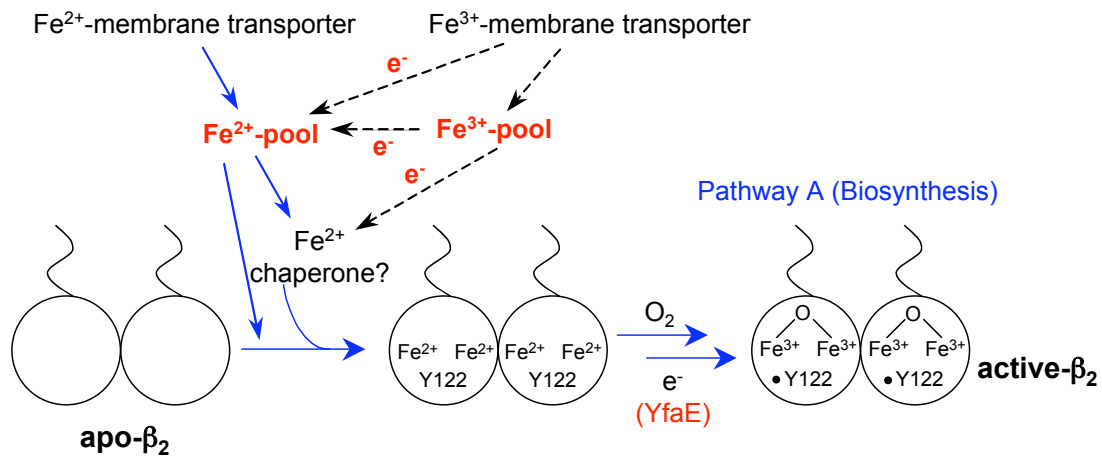 Fe²⁺-membrane transporter
Fe³⁺-membrane transporter
e⁻
Fe²⁺-pool
e⁻
Fe³⁺-pool
e⁻
Pathway A (Biosynthesis)
Fe²⁺
chaperone?
apo-β₂
Fe²⁺ Fe²⁺ Fe²⁺ Fe²⁺
Y122 Y122
O₂
e⁻
(YfaE)
O O
Fe³⁺ Fe³⁺ Fe³⁺ Fe³⁺
•Y122 •Y122
active-β₂